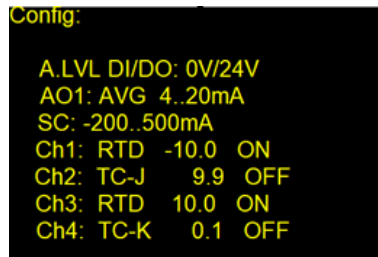 Config:
A.LVL DI/DO: 0V/24V
AO1: AVG 4..20mA
SC: -200..500mA
Ch1: RTD -10.0 ON
Ch2: TC-J 9.9 OFF
Ch3: RTD 10.0 ON
Ch4: TC-K 0.1 OFF